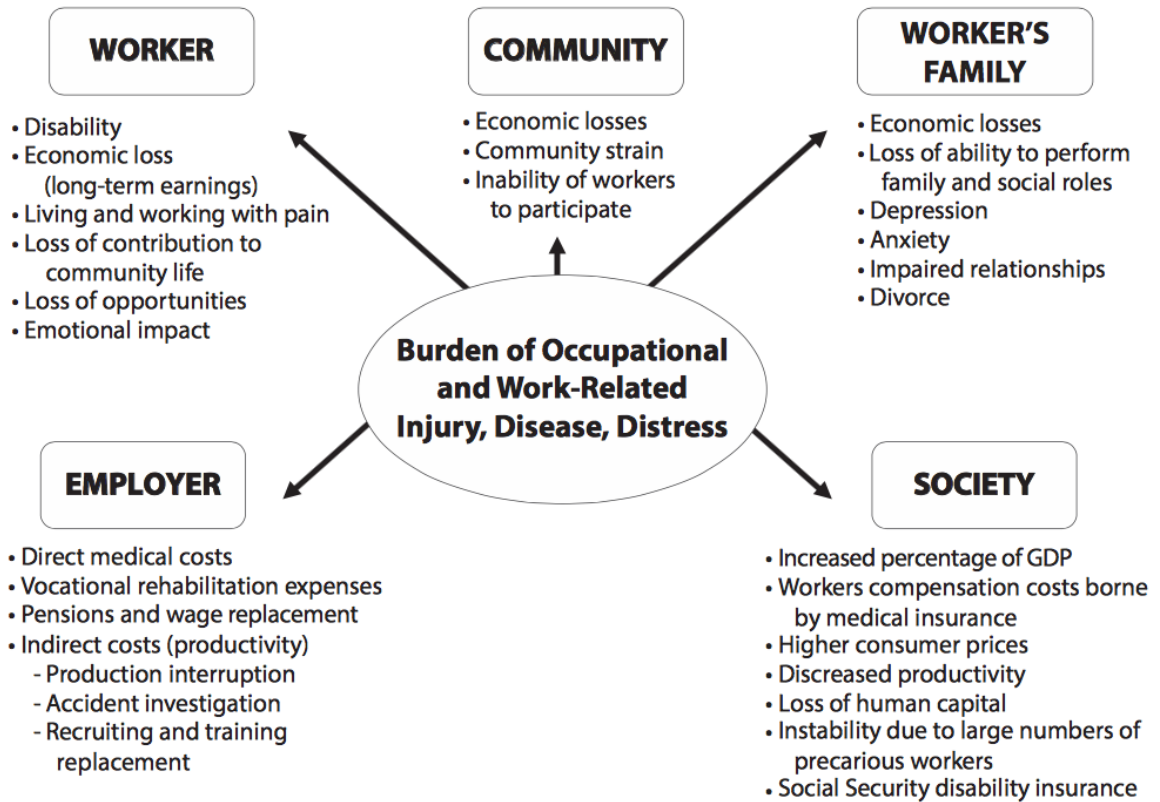 WORKER
• Disability
• Economic loss
(long-term earnings)
• Living and working with pain
• Loss of contribution to
community life
• Loss of opportunities
• Emotional impact
COMMUNITY
• Economic losses
• Community strain
• Inability of workers
to participate
WORKER'S
FAMILY
• Economic losses
• Loss of ability to perform
family and social roles
• Depression
• Anxiety
• Impaired relationships
• Divorce
Burden of Occupational
and Work-Related
Injury, Disease, Distress
EMPLOYER
• Direct medical costs
• Vocational rehabilitation expenses
• Pensions and wage replacement
• Indirect costs (productivity)
- Production interruption
- Accident investigation
- Recruiting and training
replacement
SOCIETY
• Increased percentage of GDP
• Workers compensation costs borne
by medical insurance
• Higher consumer prices
• Discreased productivity
• Loss of human capital
• Instability due to large numbers of
precarious workers
• Social Security disability insurance